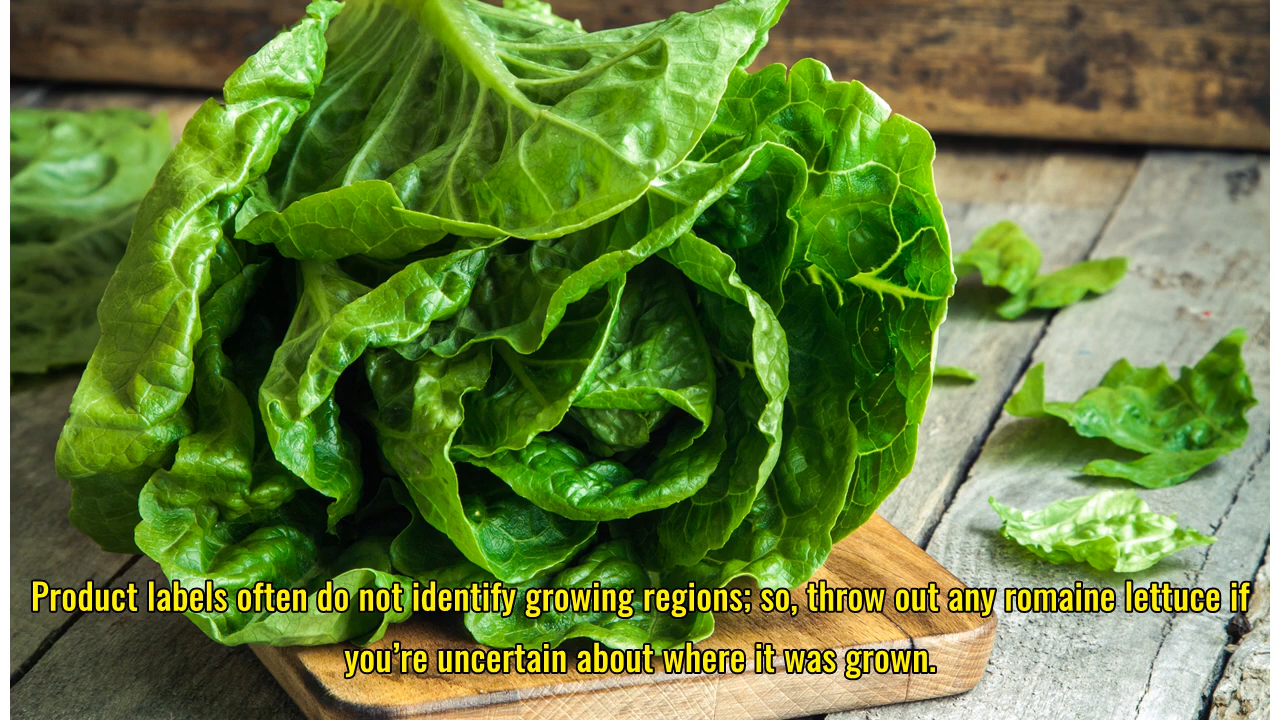 Product labels often do not identify growing regions; so, throw out any romaine lettuce if
you’re uncertain about where it was grown.